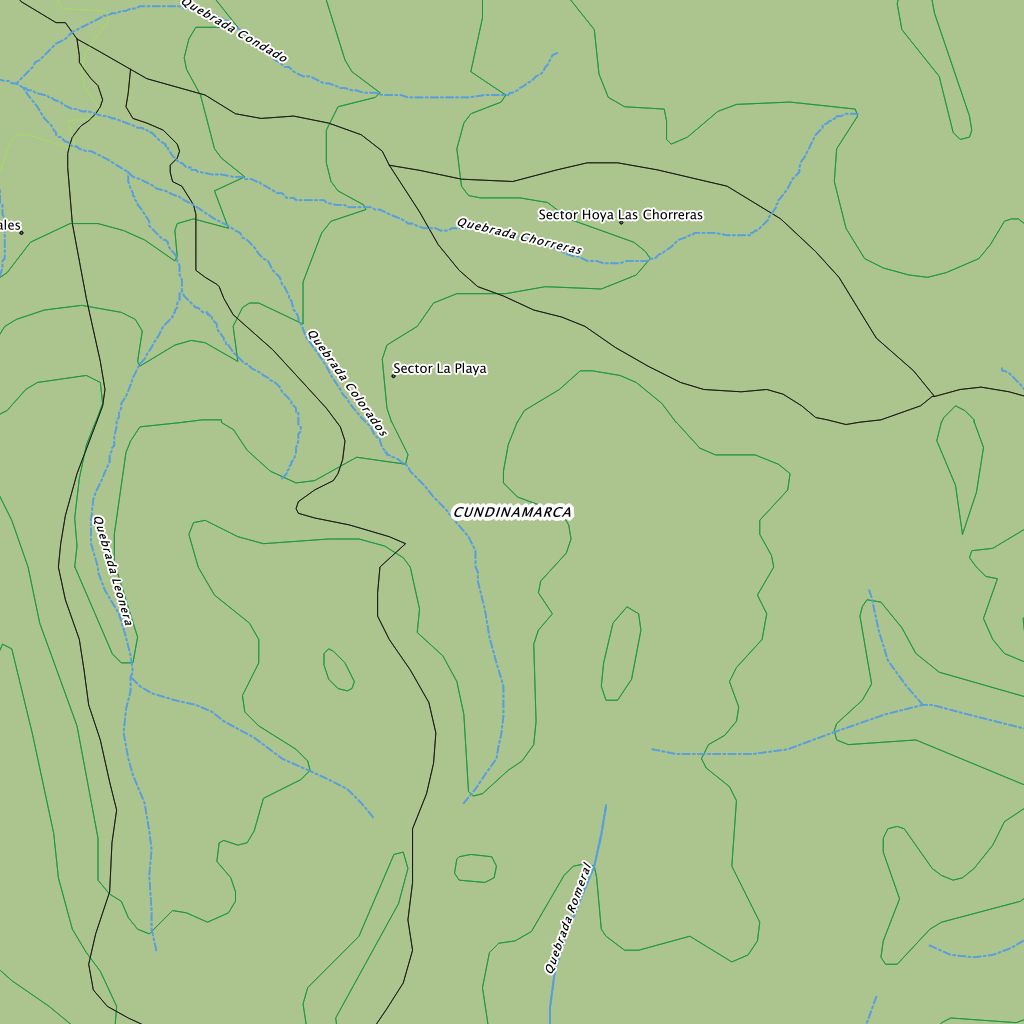 Quebrada Condado
Sector Hoya Las Chorreras
ales
Quebrada Chorreras
Quebrada Colorados
Sector La Playa
CUNDINAMARCA
Quebrada Leonera
Quebrada Romeral